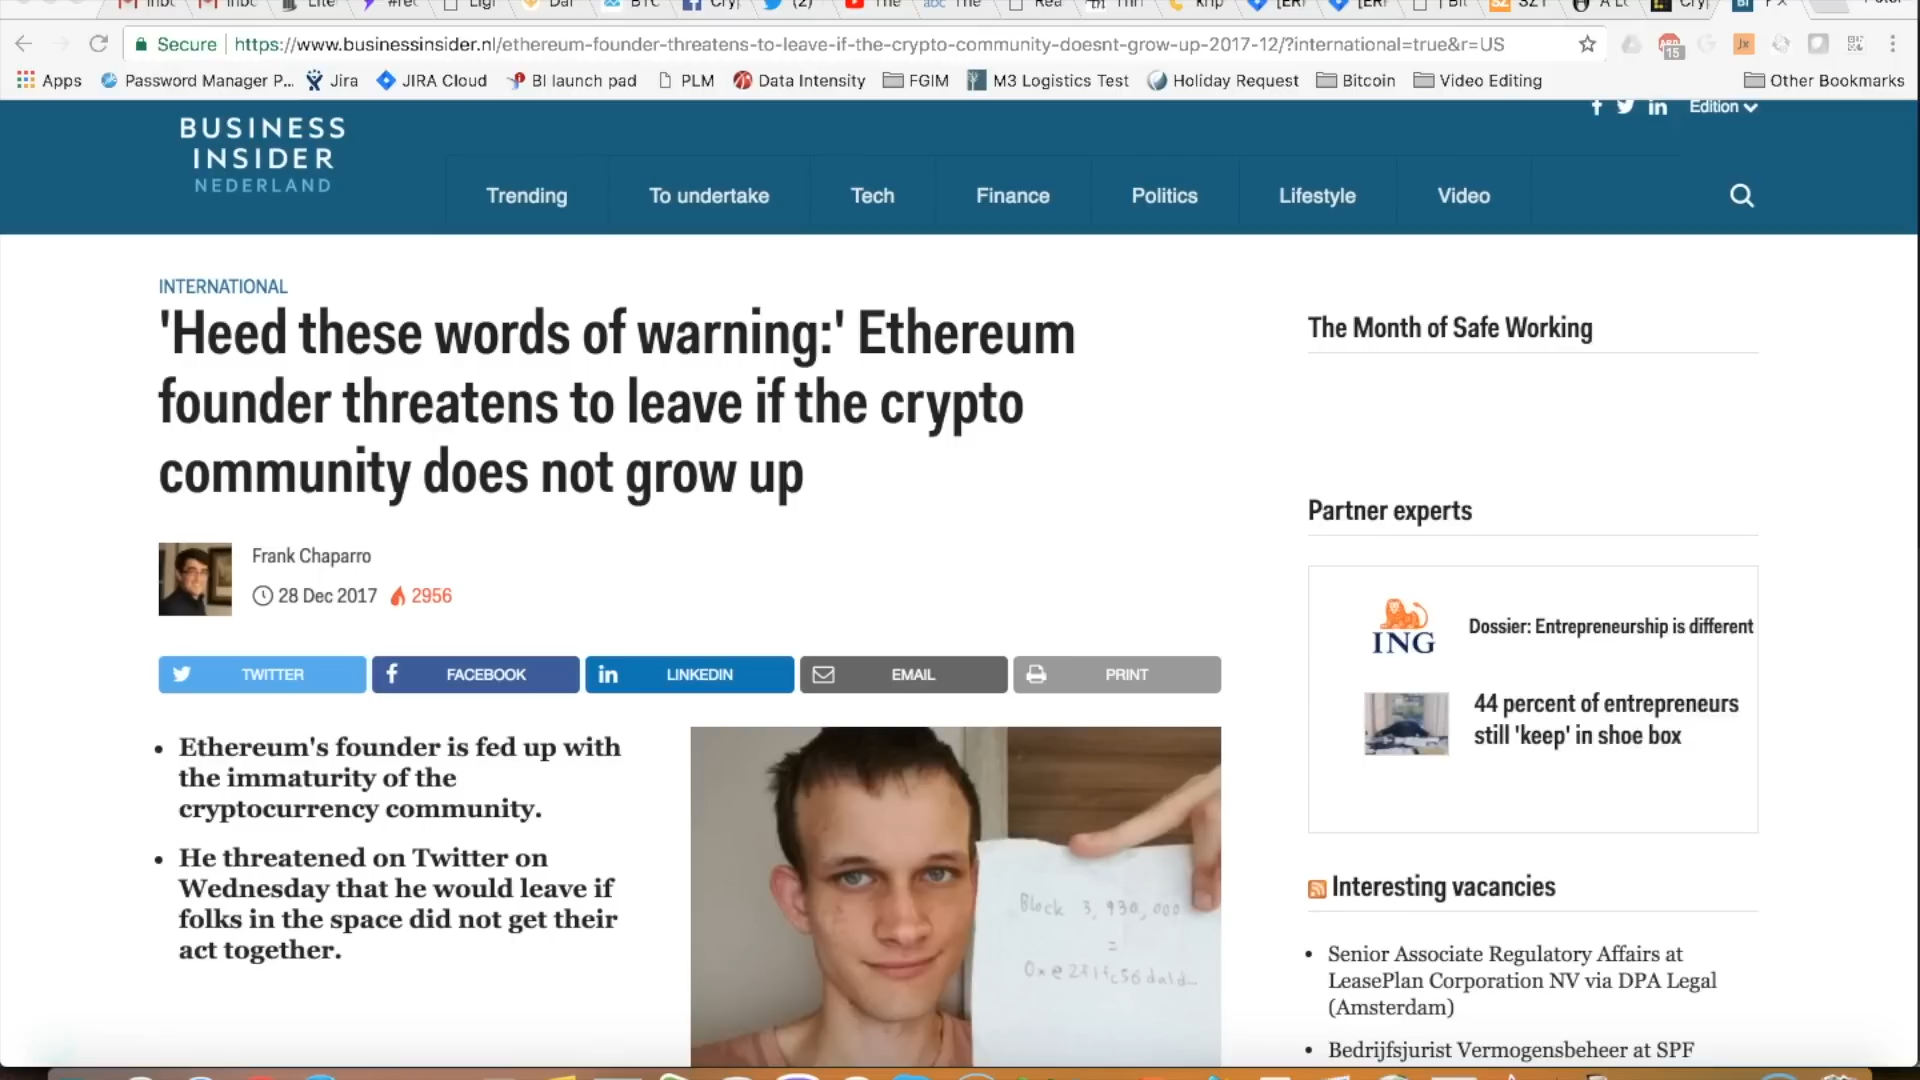 Secure
https://www.businessinsider.nl/ethereum-founder-threatens-to-leave-if-the-crypto-community-doesnt-grow-up-2017-12/?international=true&r=US
15
Jx
Apps
Password Manager P...
Jira
JIRA Cloud
BI launch pad
PLM
Data Intensity
FGIM
M3 Logistics Test
Holiday Request
Bitcoin
Video Editing
Other Bookmarks
Edition
BUSINESS
INSIDER
NEDERLAND
Trending
To undertake
Tech
Finance
Politics
Lifestyle
Video
INTERNATIONAL
'Heed these words of warning:' Ethereum
founder threatens to leave if the crypto
community does not grow up
Frank Chaparro
28 Dec 2017
2956
TWITTER
FACEBOOK
LINKEDIN
EMAIL
PRINT
• Ethereum's founder is fed up with
the immaturity of the
cryptocurrency community.
• He threatened on Twitter on
Wednesday that he would leave if
folks in the space did not get their
act together.
Block 3,930,000
=
The Month of Safe Working
Partner experts
ING
Dossier: Entrepreneurship is different
44 percent of entrepreneurs
still 'keep' in shoe box
Interesting vacancies
• Senior Associate Regulatory Affairs at
LeasePlan Corporation NV via DPA Legal
(Amsterdam)
• Bedrijfsjurist Vermogensbeheer at SPF